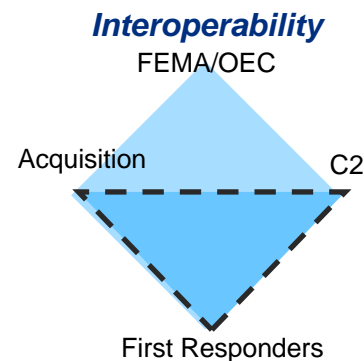 Interoperability
FEMA/OEC
Acquisition
C2
First Responders